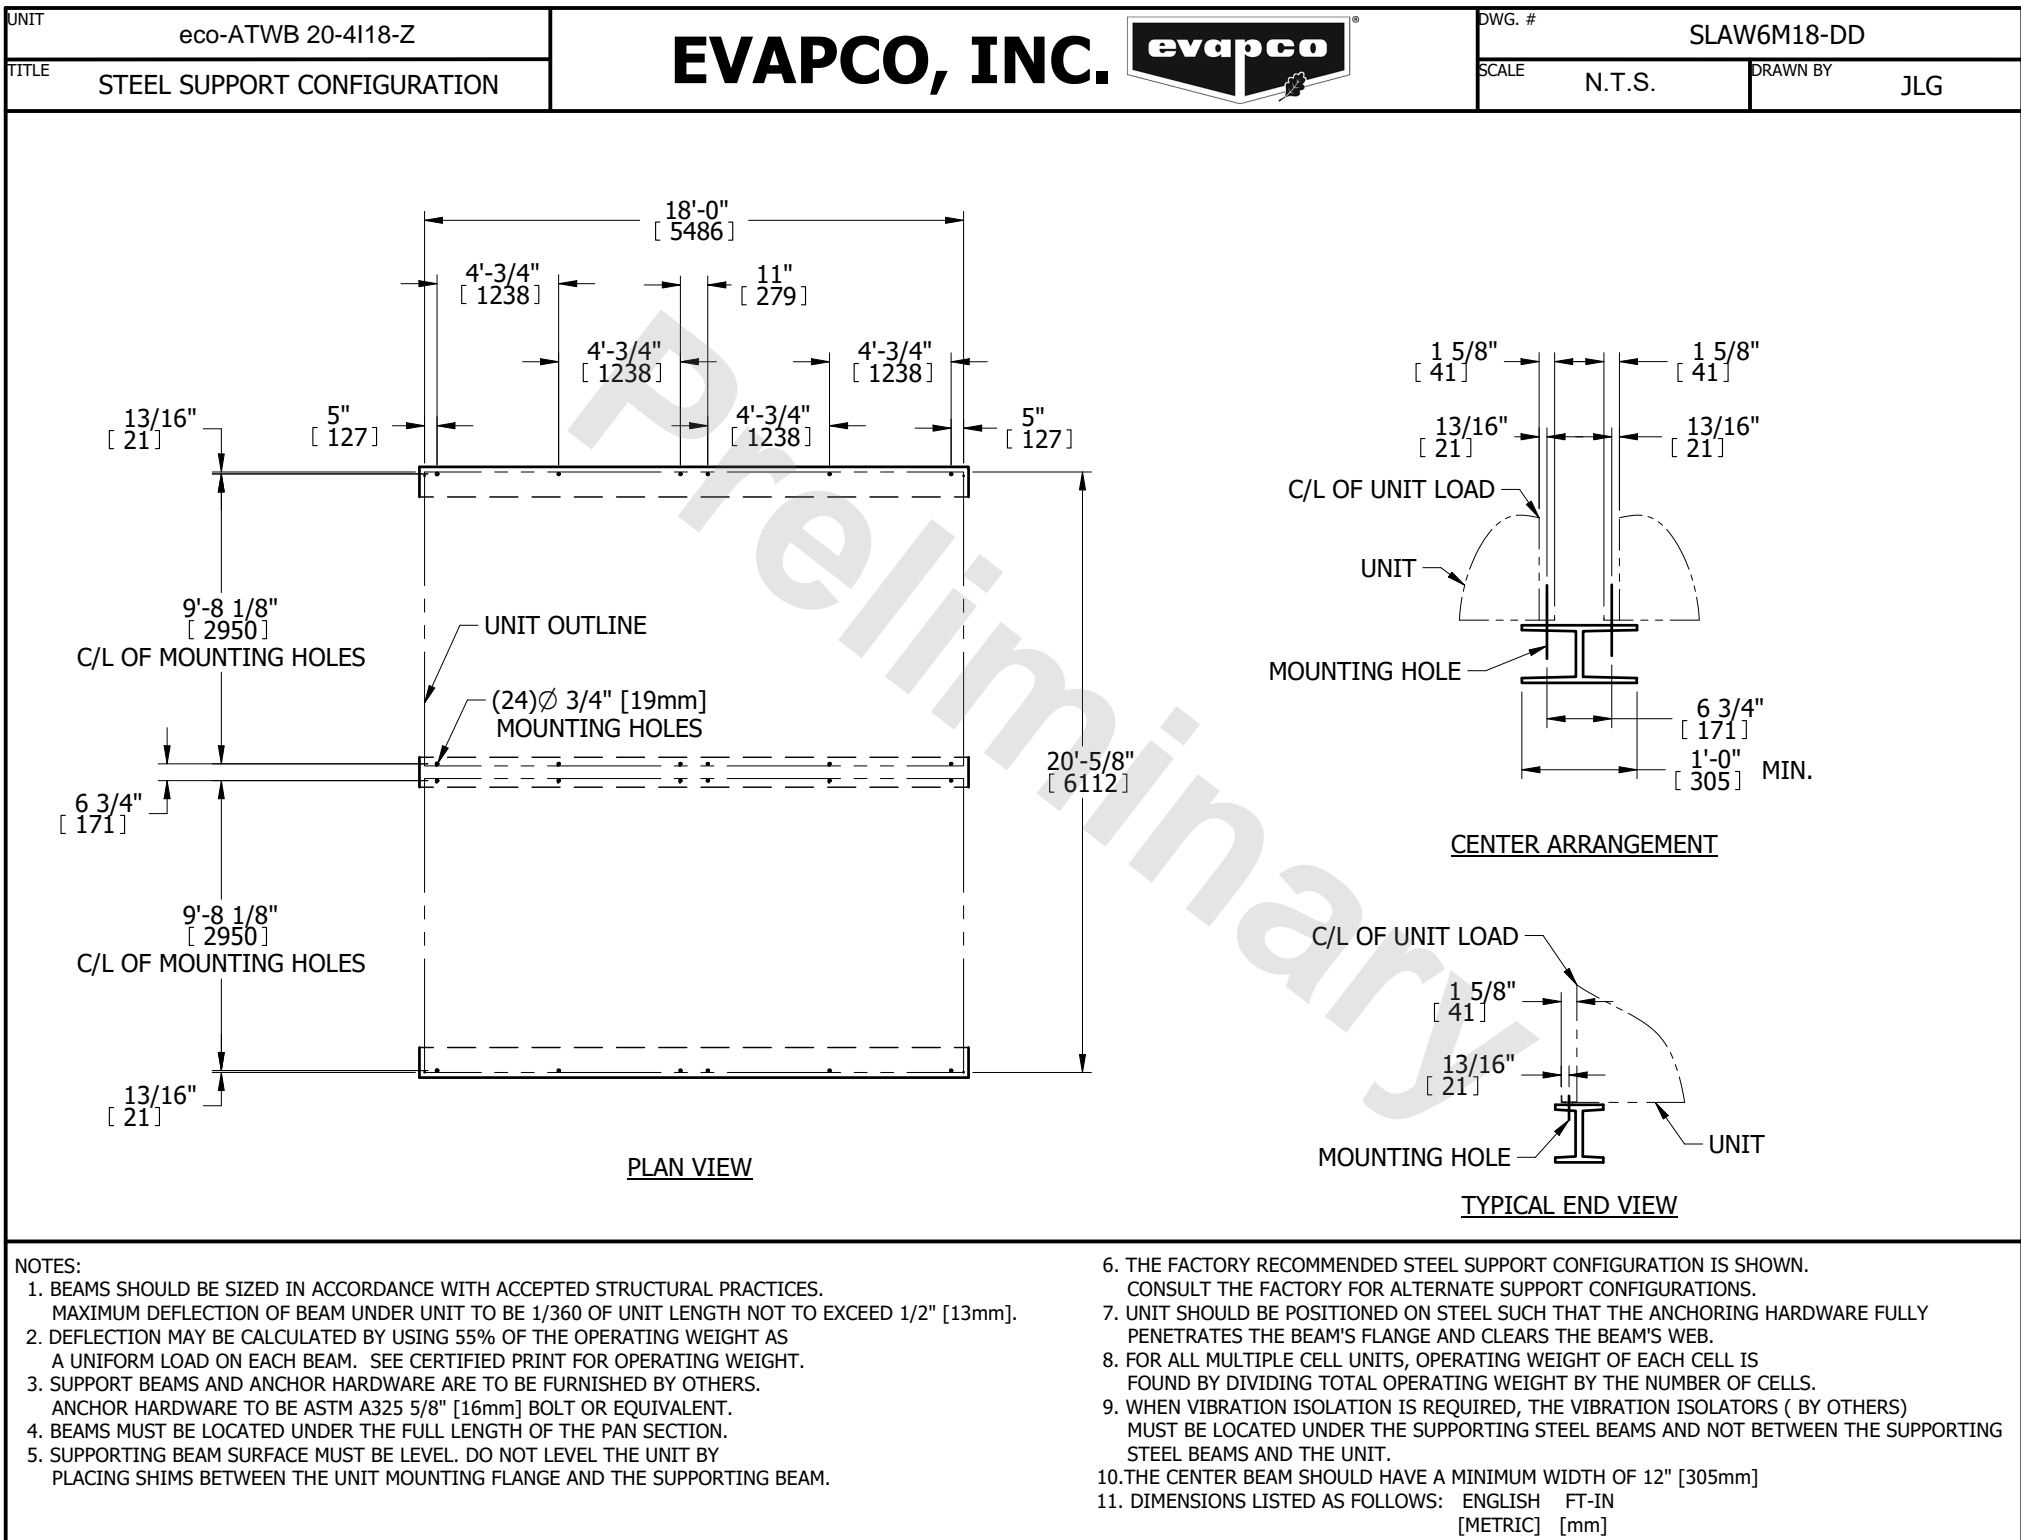 UNIT
eco-ATWB 20-4I18-Z
TITLE
STEEL SUPPORT CONFIGURATION
EVAPCO, INC.
evapco
®
DWG. #
SLAW6M18-DD
SCALE
N.T.S.
DRAWN BY
JLG
18'-0"
[ 5486 ]
4'-3/4"
[ 1238 ]
11"
[ 279 ]
4'-3/4"
[ 1238 ]
4'-3/4"
[ 1238 ]
13/16"
[ 21 ]
5"
[ 127 ]
4'-3/4"
[ 1238 ]
5"
[ 127 ]
9'-8 1/8"
[ 2950 ]
C/L OF MOUNTING HOLES
UNIT OUTLINE
(24)∅ 3/4" [19mm]
MOUNTING HOLES
6 3/4"
[ 171 ]
20'-5/8"
[ 6112 ]
9'-8 1/8"
[ 2950 ]
C/L OF MOUNTING HOLES
13/16"
[ 21 ]
PLAN VIEW
Preliminary
1 5/8"
[ 41 ]
1 5/8"
[ 41 ]
13/16"
[ 21 ]
13/16"
[ 21 ]
C/L OF UNIT LOAD
UNIT
MOUNTING HOLE
6 3/4"
[ 171 ]
1'-0"
[ 305 ] MIN.
CENTER ARRANGEMENT
C/L OF UNIT LOAD
1 5/8"
[ 41 ]
13/16"
[ 21 ]
MOUNTING HOLE
UNIT
TYPICAL END VIEW
NOTES:
1. BEAMS SHOULD BE SIZED IN ACCORDANCE WITH ACCEPTED STRUCTURAL PRACTICES.
MAXIMUM DEFLECTION OF BEAM UNDER UNIT TO BE 1/360 OF UNIT LENGTH NOT TO EXCEED 1/2" [13mm].
2. DEFLECTION MAY BE CALCULATED BY USING 55% OF THE OPERATING WEIGHT AS
A UNIFORM LOAD ON EACH BEAM. SEE CERTIFIED PRINT FOR OPERATING WEIGHT.
3. SUPPORT BEAMS AND ANCHOR HARDWARE ARE TO BE FURNISHED BY OTHERS.
ANCHOR HARDWARE TO BE ASTM A325 5/8" [16mm] BOLT OR EQUIVALENT.
4. BEAMS MUST BE LOCATED UNDER THE FULL LENGTH OF THE PAN SECTION.
5. SUPPORTING BEAM SURFACE MUST BE LEVEL. DO NOT LEVEL THE UNIT BY
PLACING SHIMS BETWEEN THE UNIT MOUNTING FLANGE AND THE SUPPORTING BEAM.
6. THE FACTORY RECOMMENDED STEEL SUPPORT CONFIGURATION IS SHOWN.
CONSULT THE FACTORY FOR ALTERNATE SUPPORT CONFIGURATIONS.
7. UNIT SHOULD BE POSITIONED ON STEEL SUCH THAT THE ANCHORING HARDWARE FULLY
PENETRATES THE BEAM'S FLANGE AND CLEARS THE BEAM'S WEB.
8. FOR ALL MULTIPLE CELL UNITS, OPERATING WEIGHT OF EACH CELL IS
FOUND BY DIVIDING TOTAL OPERATING WEIGHT BY THE NUMBER OF CELLS.
9. WHEN VIBRATION ISOLATION IS REQUIRED, THE VIBRATION ISOLATORS ( BY OTHERS)
MUST BE LOCATED UNDER THE SUPPORTING STEEL BEAMS AND NOT BETWEEN THE SUPPORTING
STEEL BEAMS AND THE UNIT.
10.THE CENTER BEAM SHOULD HAVE A MINIMUM WIDTH OF 12" [305mm]
11. DIMENSIONS LISTED AS FOLLOWS: ENGLISH FT-IN
[METRIC] [mm]